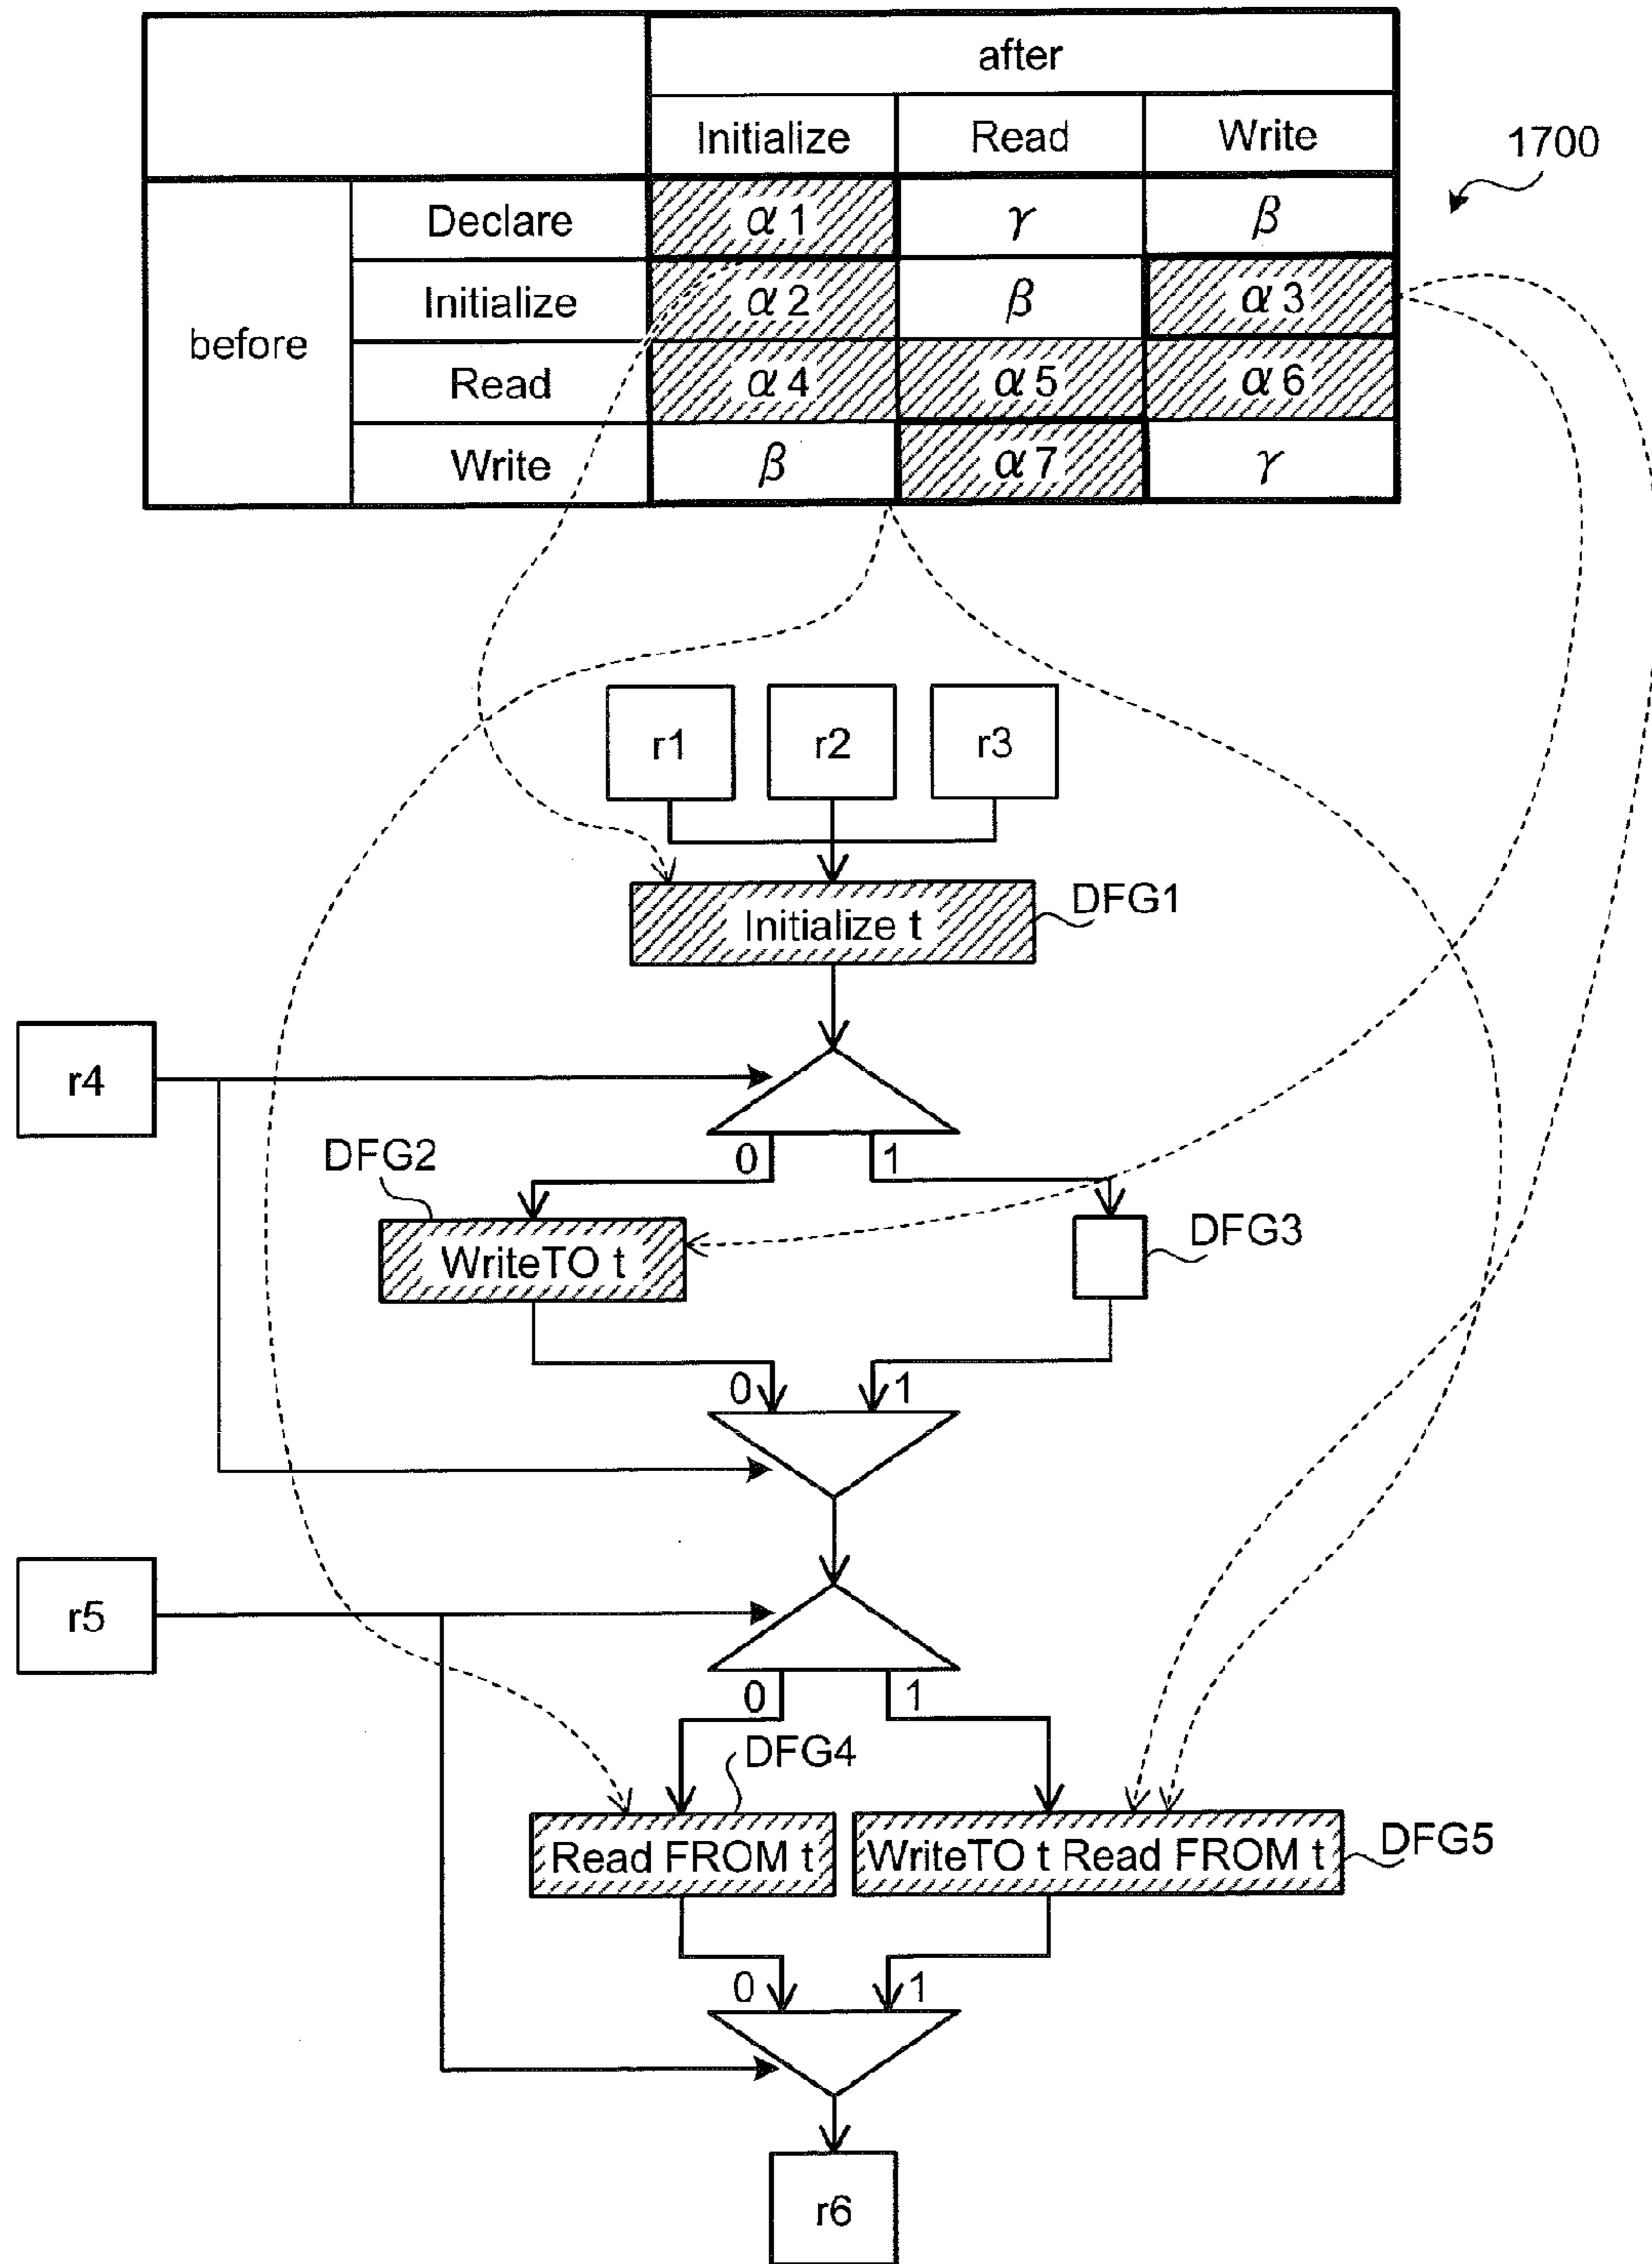 after
Initialize Read Write
1700
before
Declare α1 γ β
Initialize α2 β α3
Read α4 α5 α6
Write β α7 γ
r1 r2 r3
DFG1
Initialize t
r4
0 1
DFG2
DFG3
WriteTO t
0 1
r5
0 1
DFG4
DFG5
Read FROM t WriteTO t Read FROM t
0 1
r6